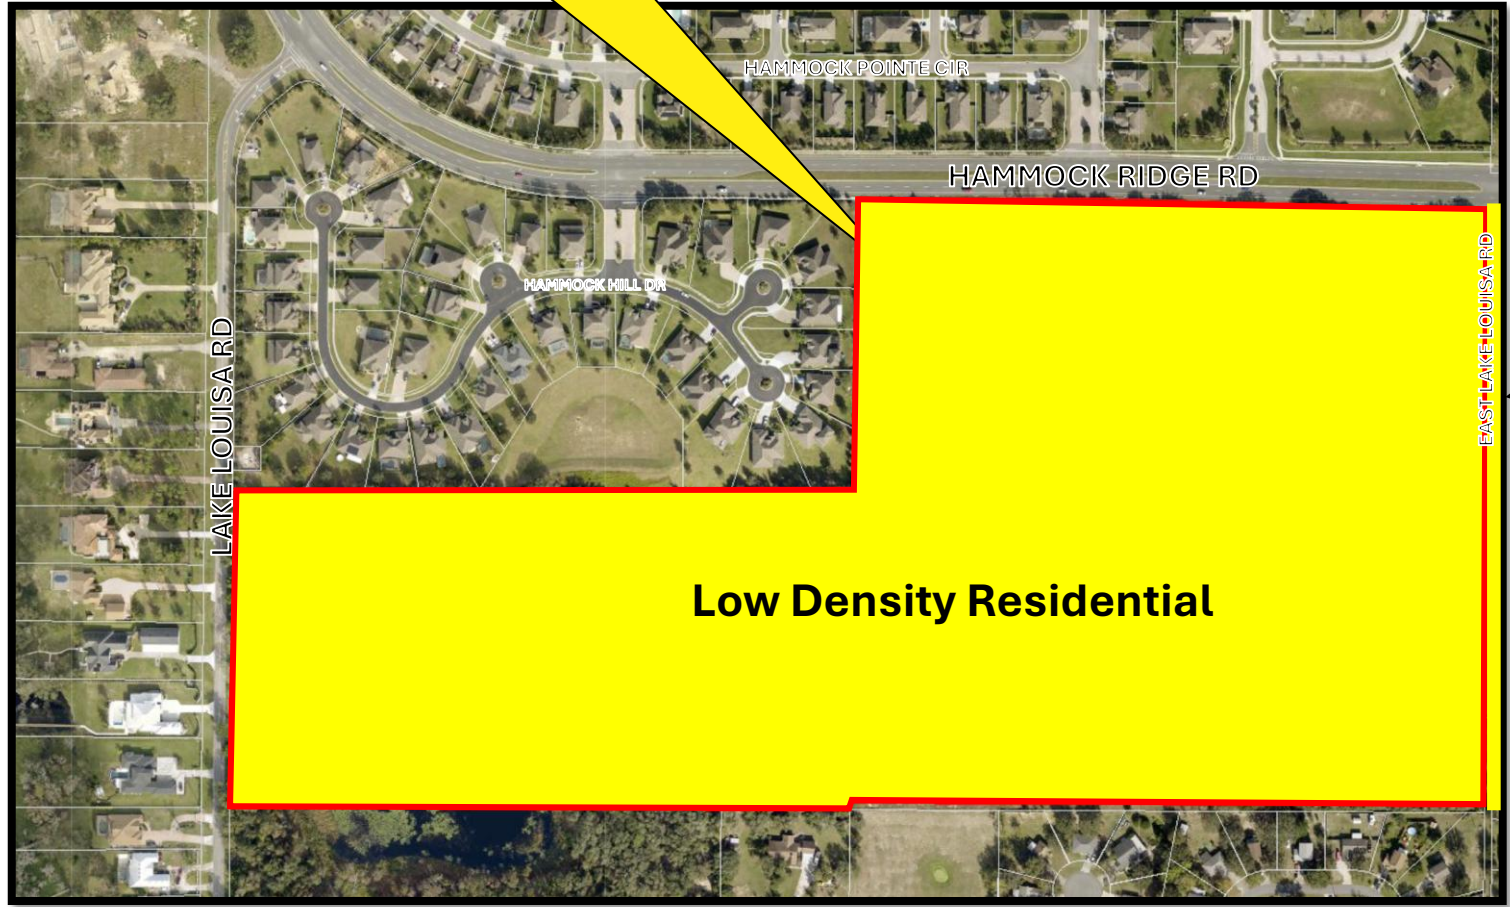 HAMMOCK POINTE CIR
HAMMOCK RIDGE RD
HAMMOCK HILL DR
EAST LAKE LOUISA RD
LAKE LOUISA RD
Low Density Residential